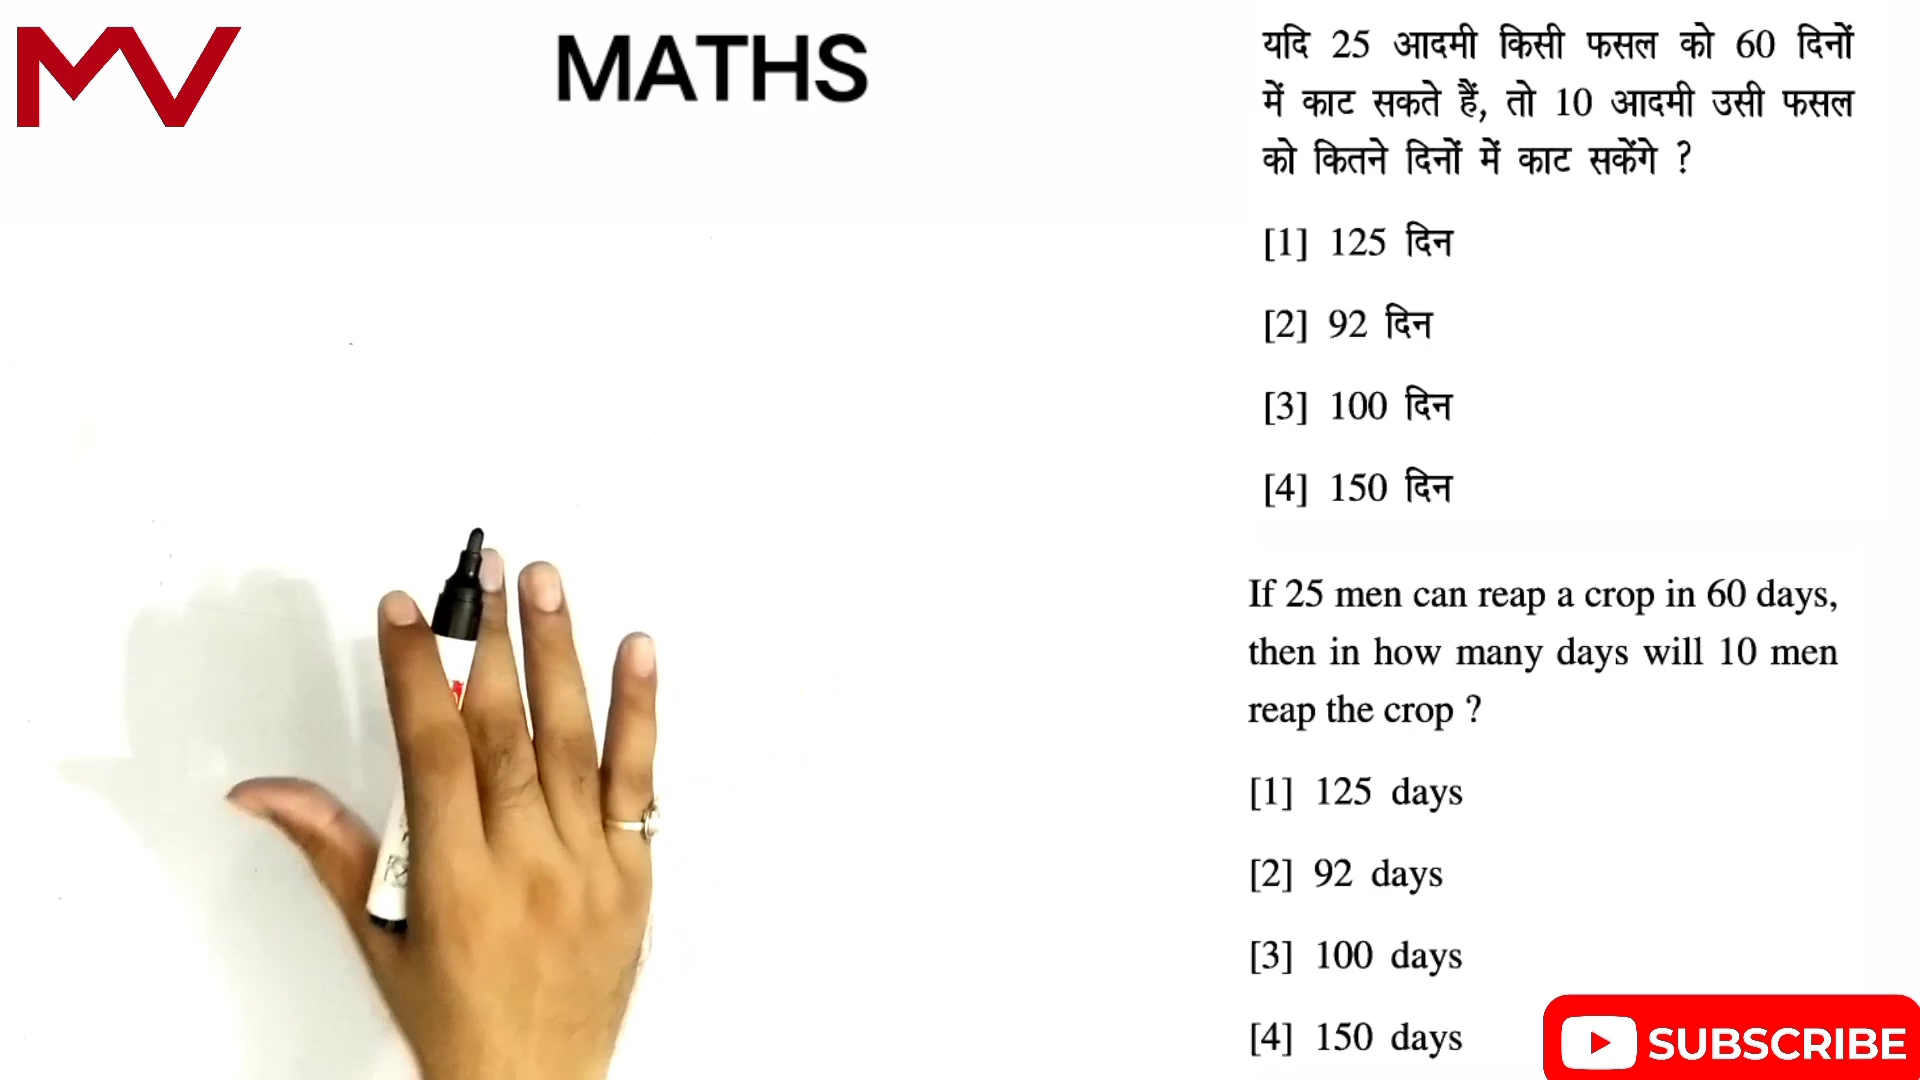 MV
MATHS
यदि 25 आदमी किसी फसल को 60 दिनों
में काट सकते हैं, तो 10 आदमी उसी फसल
को कितने दिनों में काट सकेंगे ?
[1] 125 दिन
[2] 92 दिन
[3] 100 दिन
[4] 150 दिन
If 25 men can reap a crop in 60 days,
then in how many days will 10 men
reap the crop ?
[1] 125 days
[2] 92 days
[3] 100 days
[4] 150 days
SUBSCRIBE